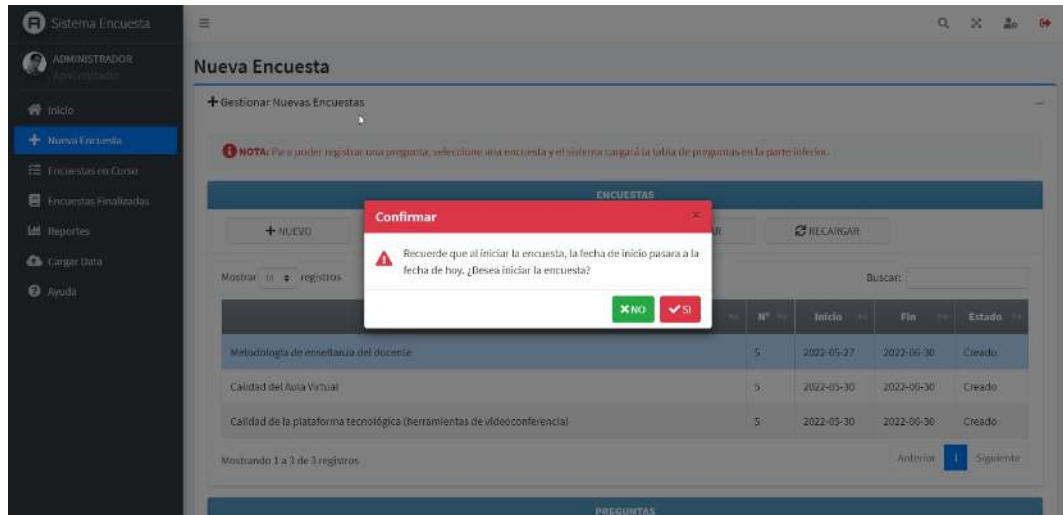 Sistema Encuesta
ADMINISTRADOR
Administrador
Inicio
Nueva Encuesta
Encuestas en Curso
Encuestas Finalizadas
Reportes
Cargar Data
Ayuda
Nueva Encuesta
Gestionar Nuevas Encuestas
NOTA: Para poder registrar una pregunta, seleccione una encuesta y el sistema cargará la tabla de preguntas en la parte inferior.
ENCUESTAS
NUEVO
RECARGAR
Mostrar 10 registros
Buscar:
N° Inicio Fin Estado
Metodología de enseñanza del docente 5 2022-05-27 2022-06-30 Creado
Calidad del Aula Virtual 5 2022-05-30 2022-06-30 Creado
Calidad de la plataforma tecnológica (herramientas de videoconferencia) 5 2022-05-30 2022-06-30 Creado
Mostrando 1 a 3 de 3 registros
Anterior 1 Siguiente
PREGUNTAS
Confirmar
Recuerde que al iniciar la encuesta, la fecha de inicio pasara a la
fecha de hoy. ¿Desea iniciar la encuesta?
NO
SI